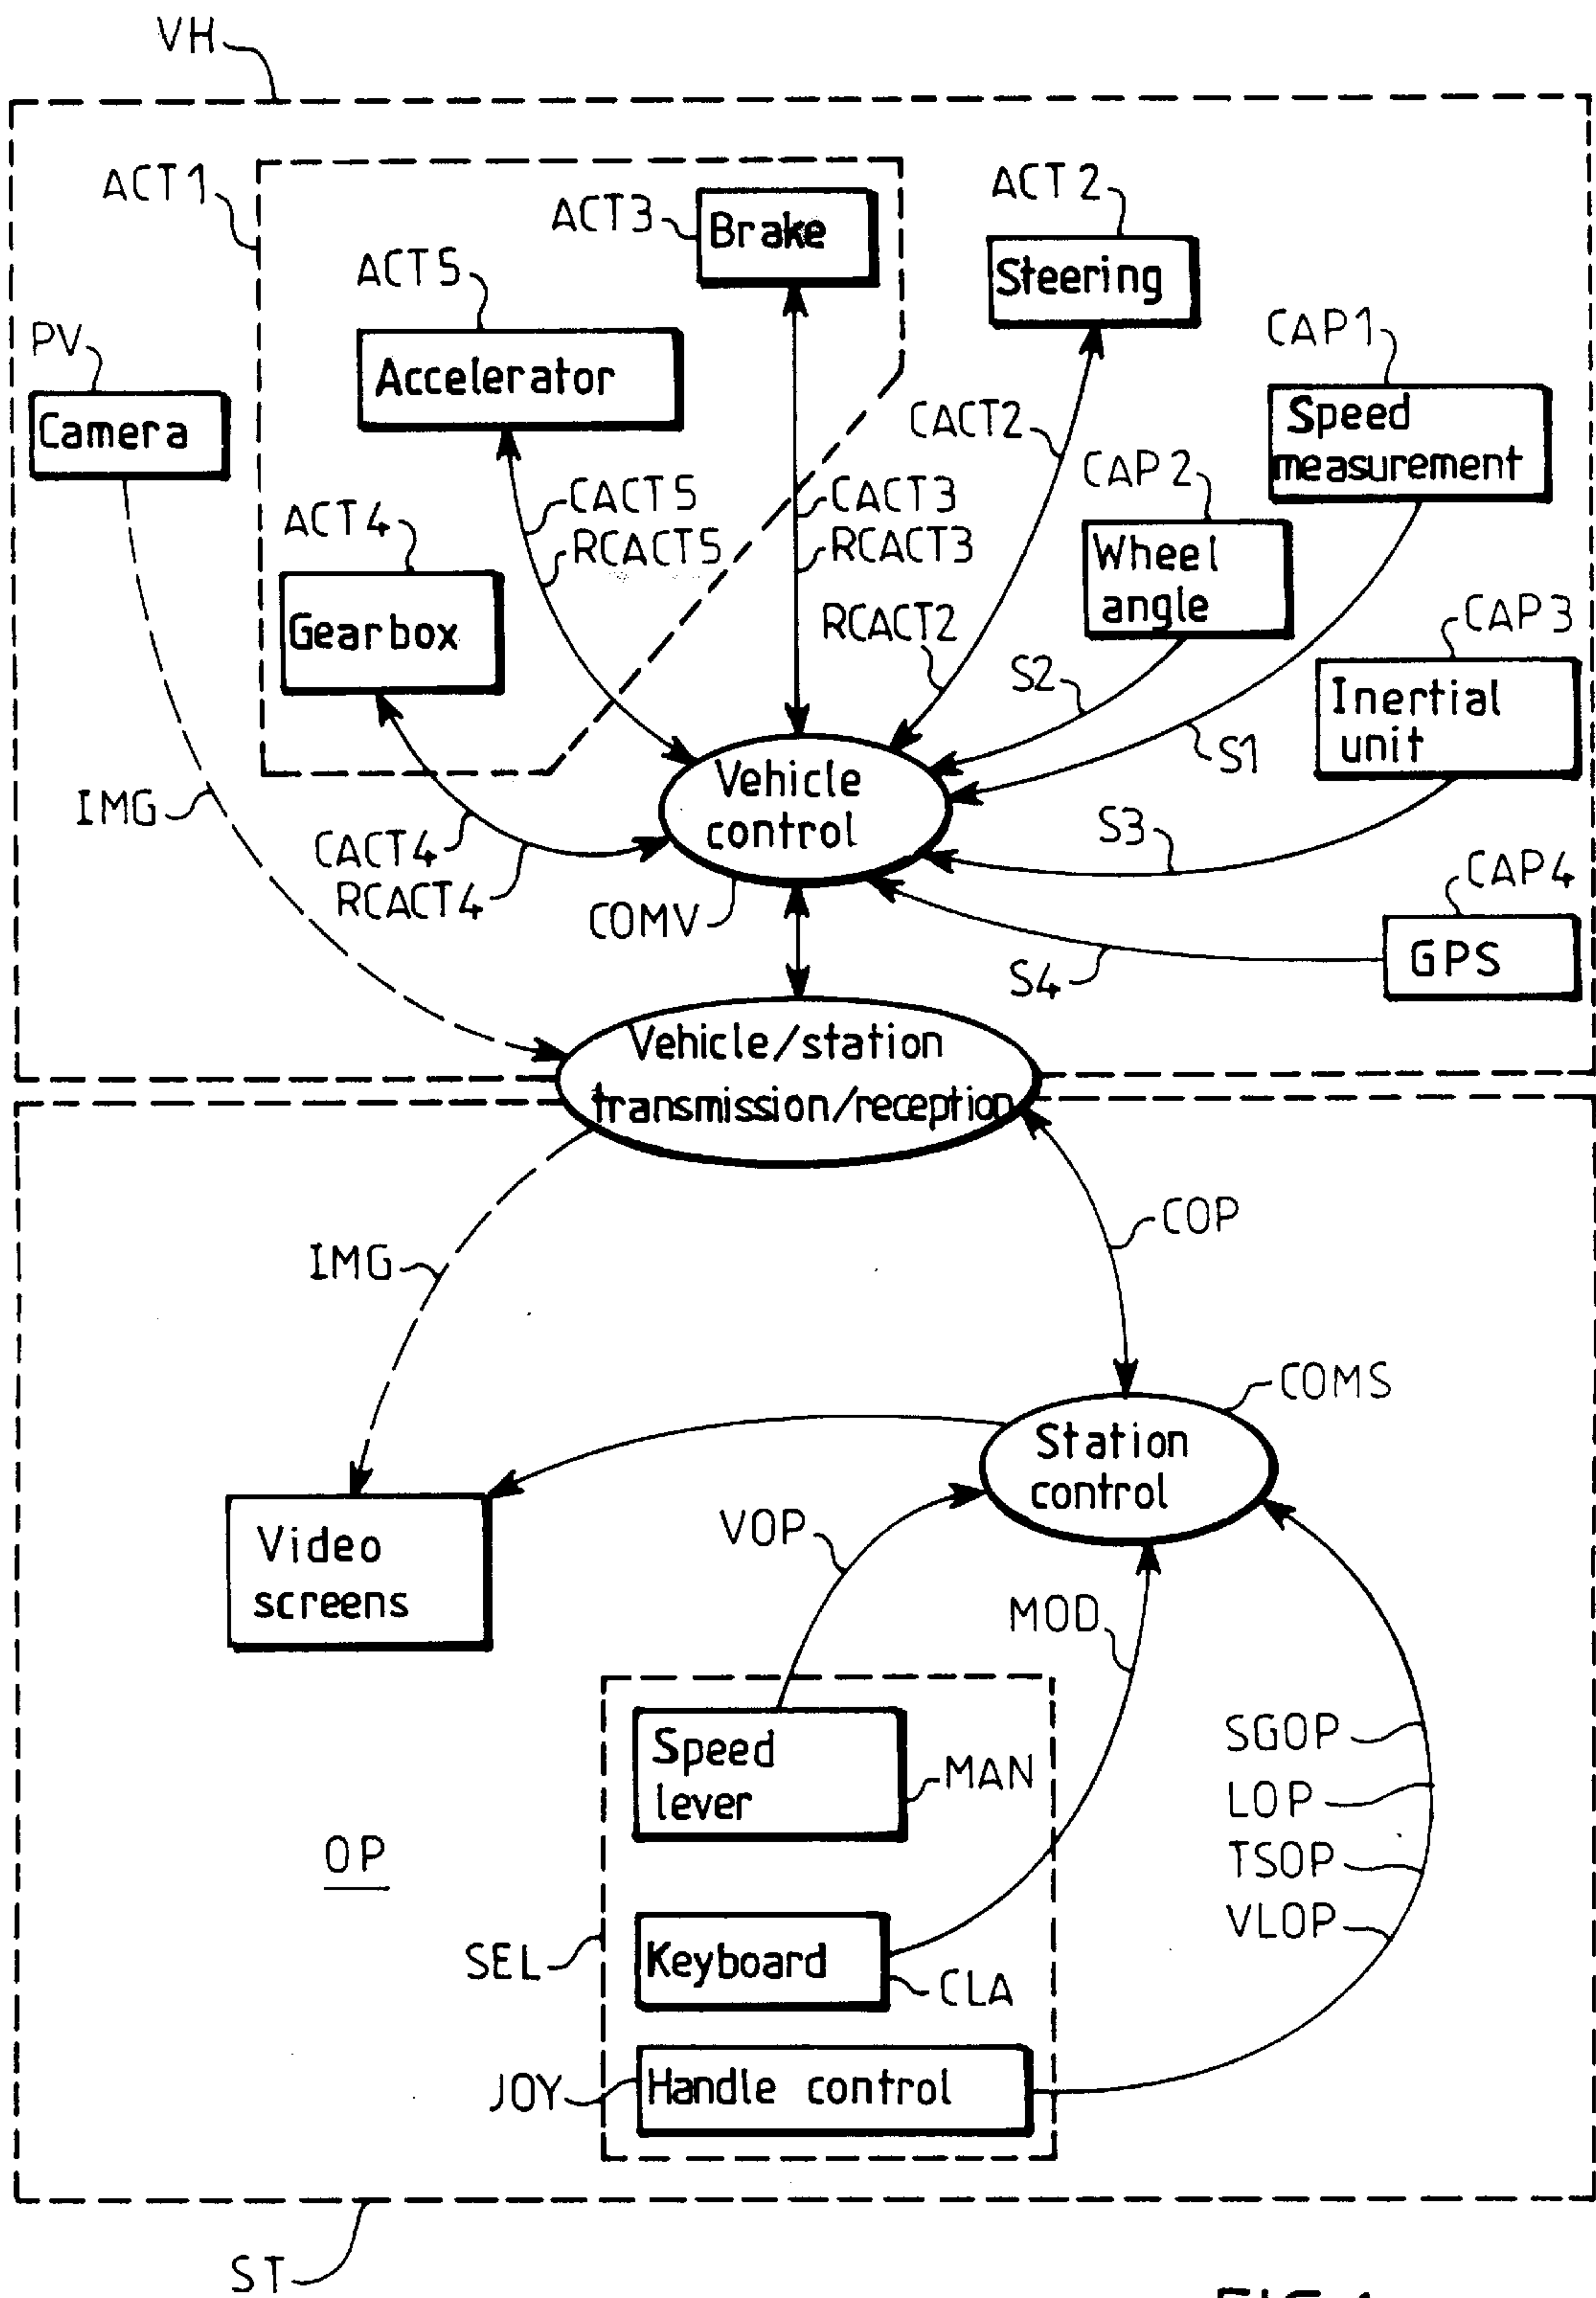 VH
ACT1
ACT3
Brake
ACT2
Steering
ACT5
Accelerator
PV
Camera
CAP1
Speed
measurement
CACT2
CAP2
Wheel
angle
CACT5
RCACT5
CACT3
RCACT3
ACT4
Gearbox
RCACT2
CAP3
Inertial
unit
S2
S1
Vehicle
control
IMG
CACT4
RCACT4
S3
COMV
CAP4
GPS
S4
Vehicle/station
transmission/reception
COP
IMG
COMS
Station
control
Video
screens
VOP
MOD
Speed
lever
MAN
SGOP
LOP
TSOP
VLOP
OP
SEL
Keyboard
CLA
JOY
Handle control
ST